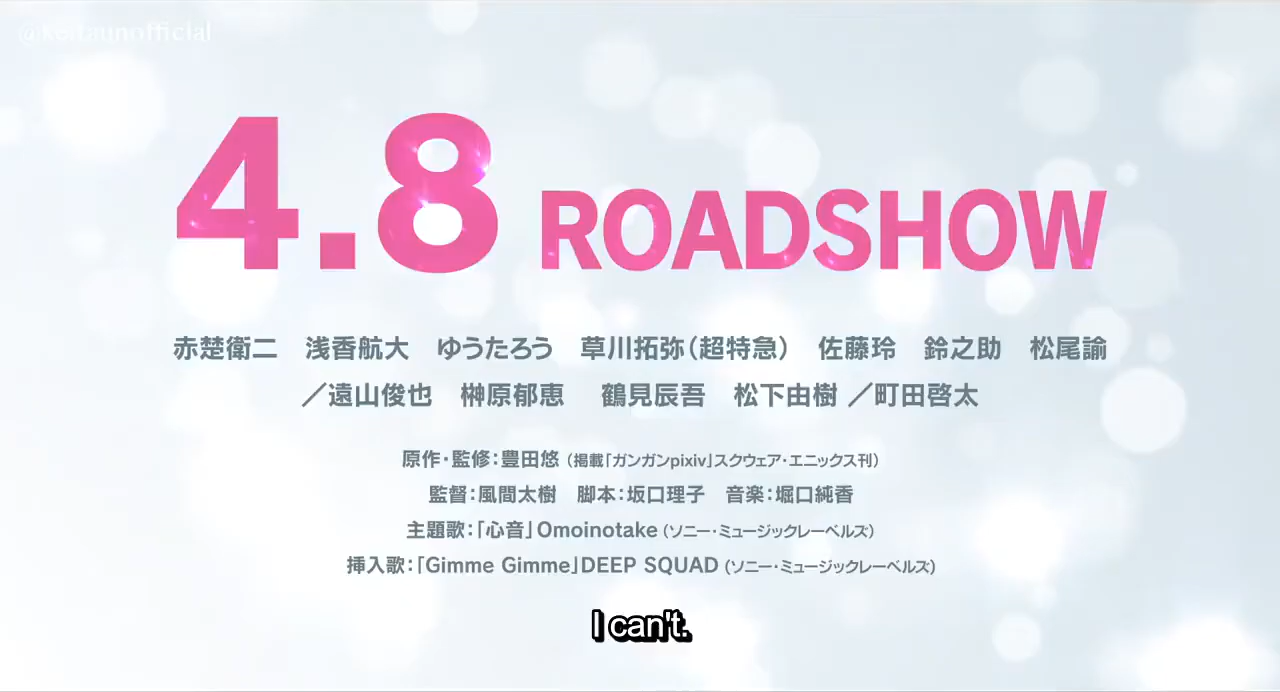 @keitaunofficial
4.8 ROADSHOW
赤楚衛二 浅香航大 ゆうたろう 草川拓弥（超特急） 佐藤玲 鈴之助 松尾諭
／遠山俊也 榊原郁恵 鶴見辰吾 松下由樹 ／町田啓太
原作・監修：豊田悠（掲載「ガンガンpixiv」スクウェア・エニックス刊）
監督：風間太樹 脚本：坂口理子 音楽：堀口純香
主題歌：「心音」Omoinotake（ソニー・ミュージックレーベルズ）
挿入歌：「Gimme Gimme」DEEP SQUAD（ソニー・ミュージックレーベルズ）
I can't.